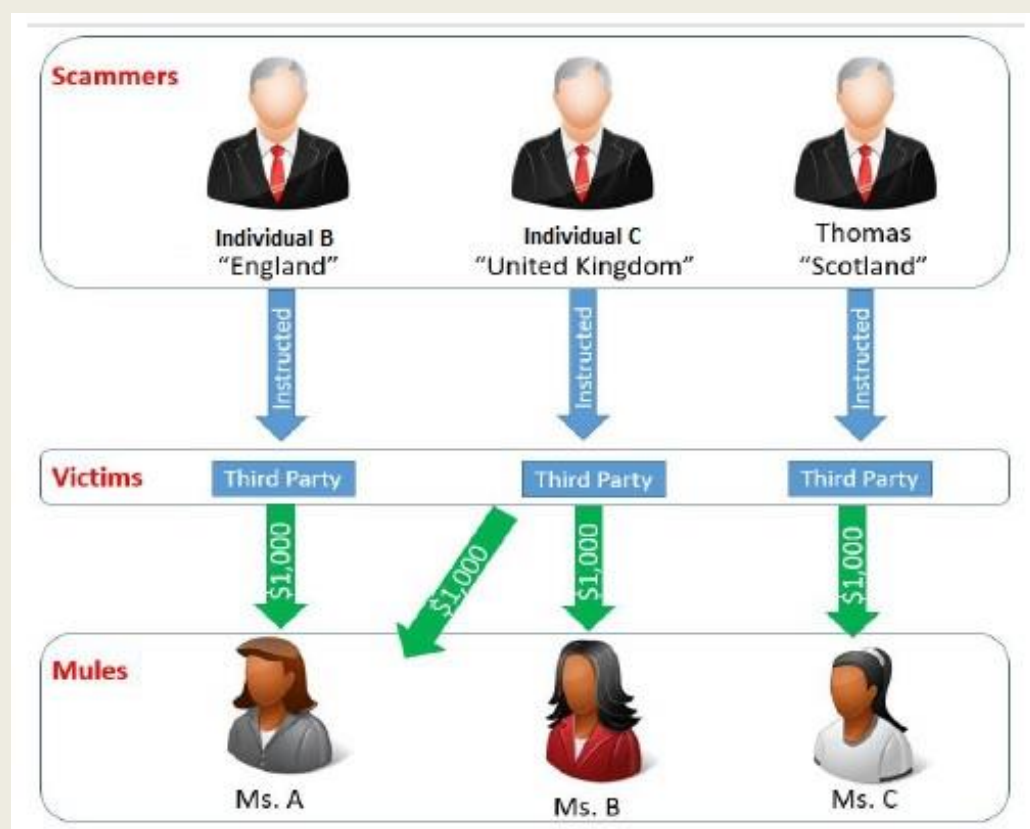 Scammers
Individual B
"England"
Individual C
"United Kingdom"
Thomas
"Scotland"
Instructed
Instructed
Instructed
Victims
Third Party
Third Party
Third Party
$1,000
$1,000
$1,000
$1,000
Mules
Ms. A
Ms. B
Ms. C